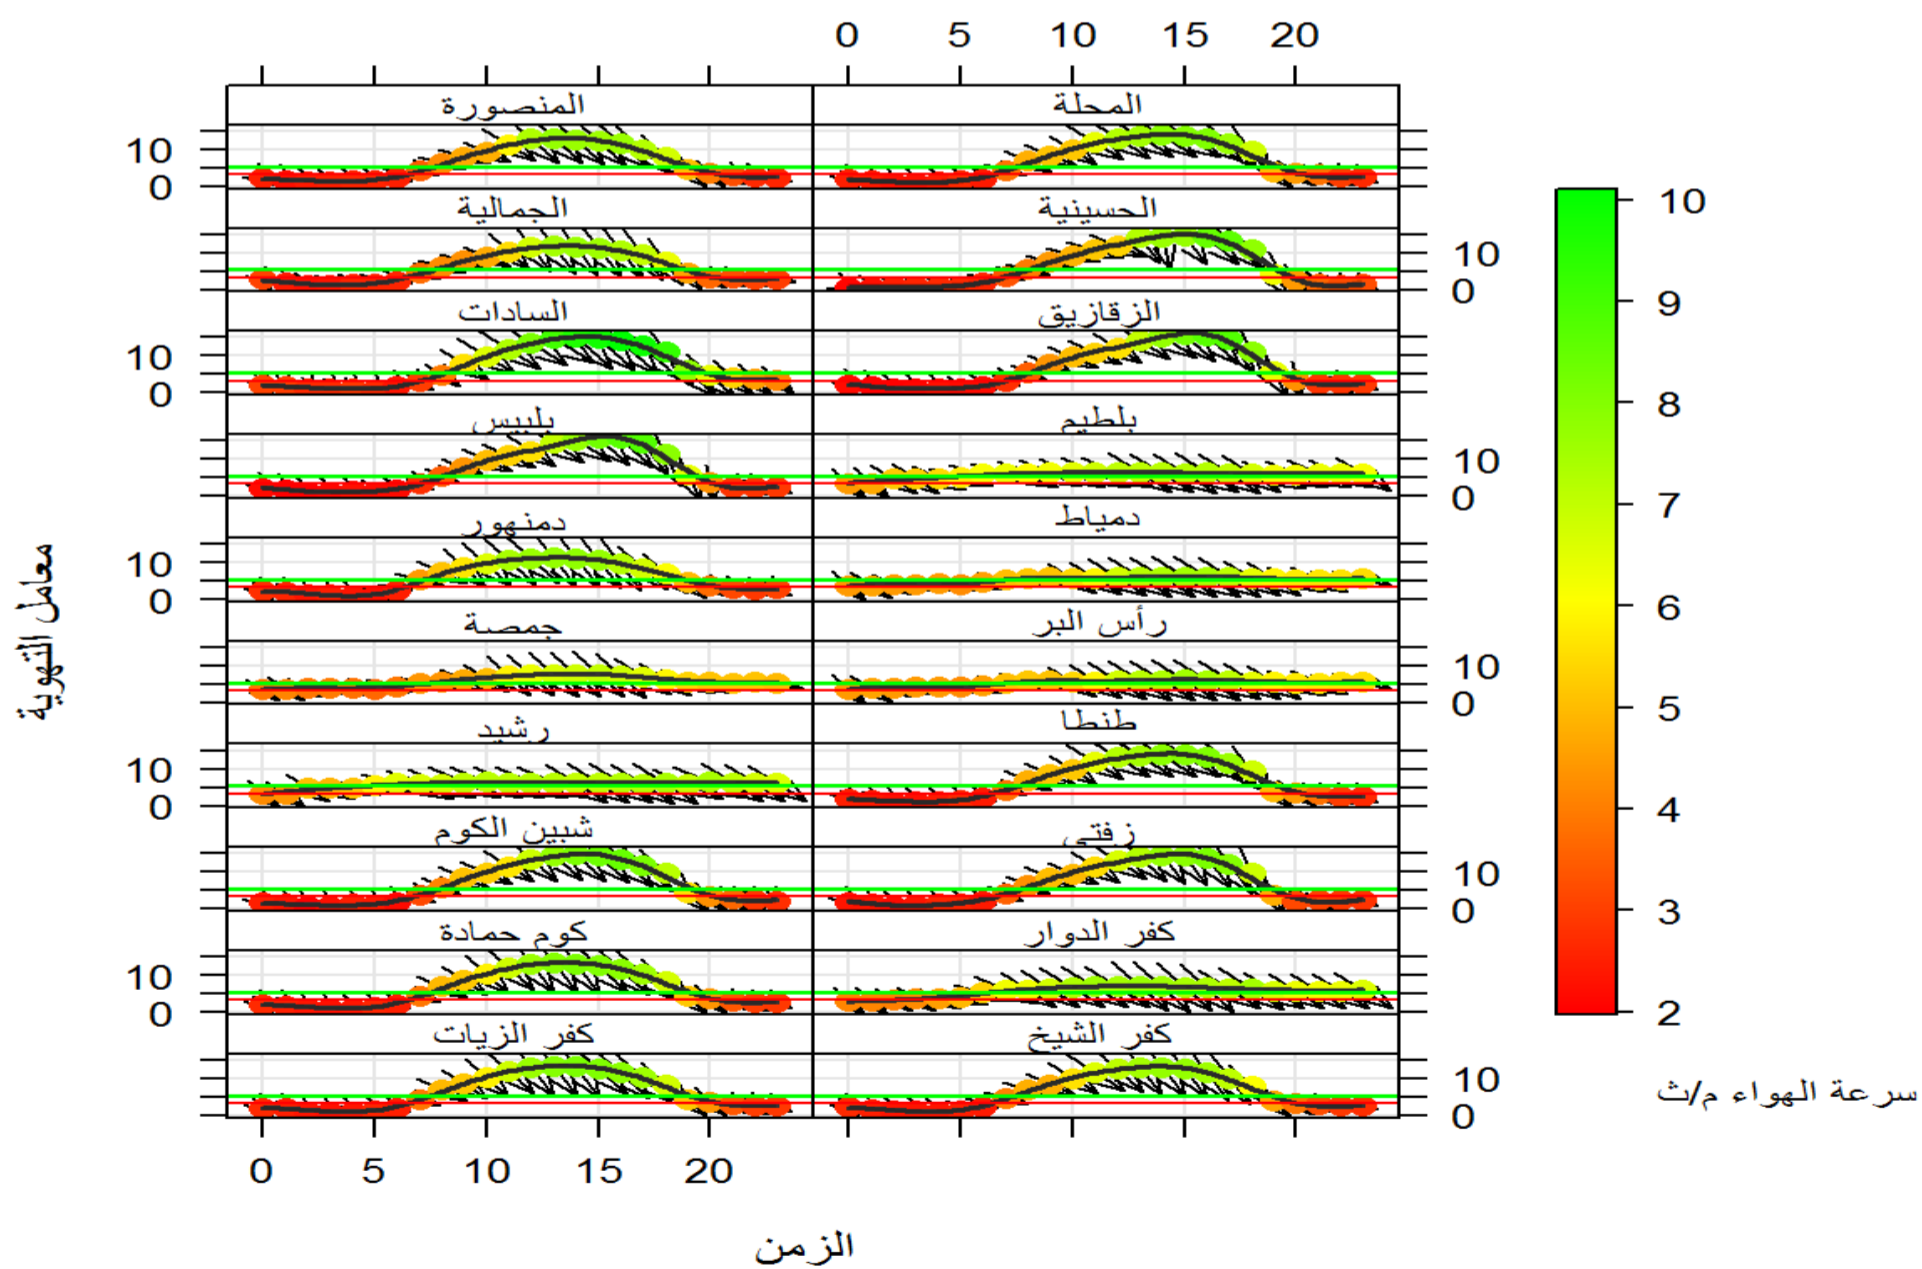 0 5 10 15 20
المنصورة المحلة
10
0
الجمالية الحسينية
10
0
السادات الزقازيق
10
0
بلبيس بلطيم
10
0
دمنهور دمياط
10
0
جمصة رأس البر
10
0
رشيد طنطا
10
0
شبين الكوم زفتى
10
0
كوم حمادة كفر الدوار
10
0
كفر الزيات كفر الشيخ
10
0
0 5 10 15 20
الزمن
معامل التهوية
10
9
8
7
6
5
4
3
2
سرعة الهواء م/ث